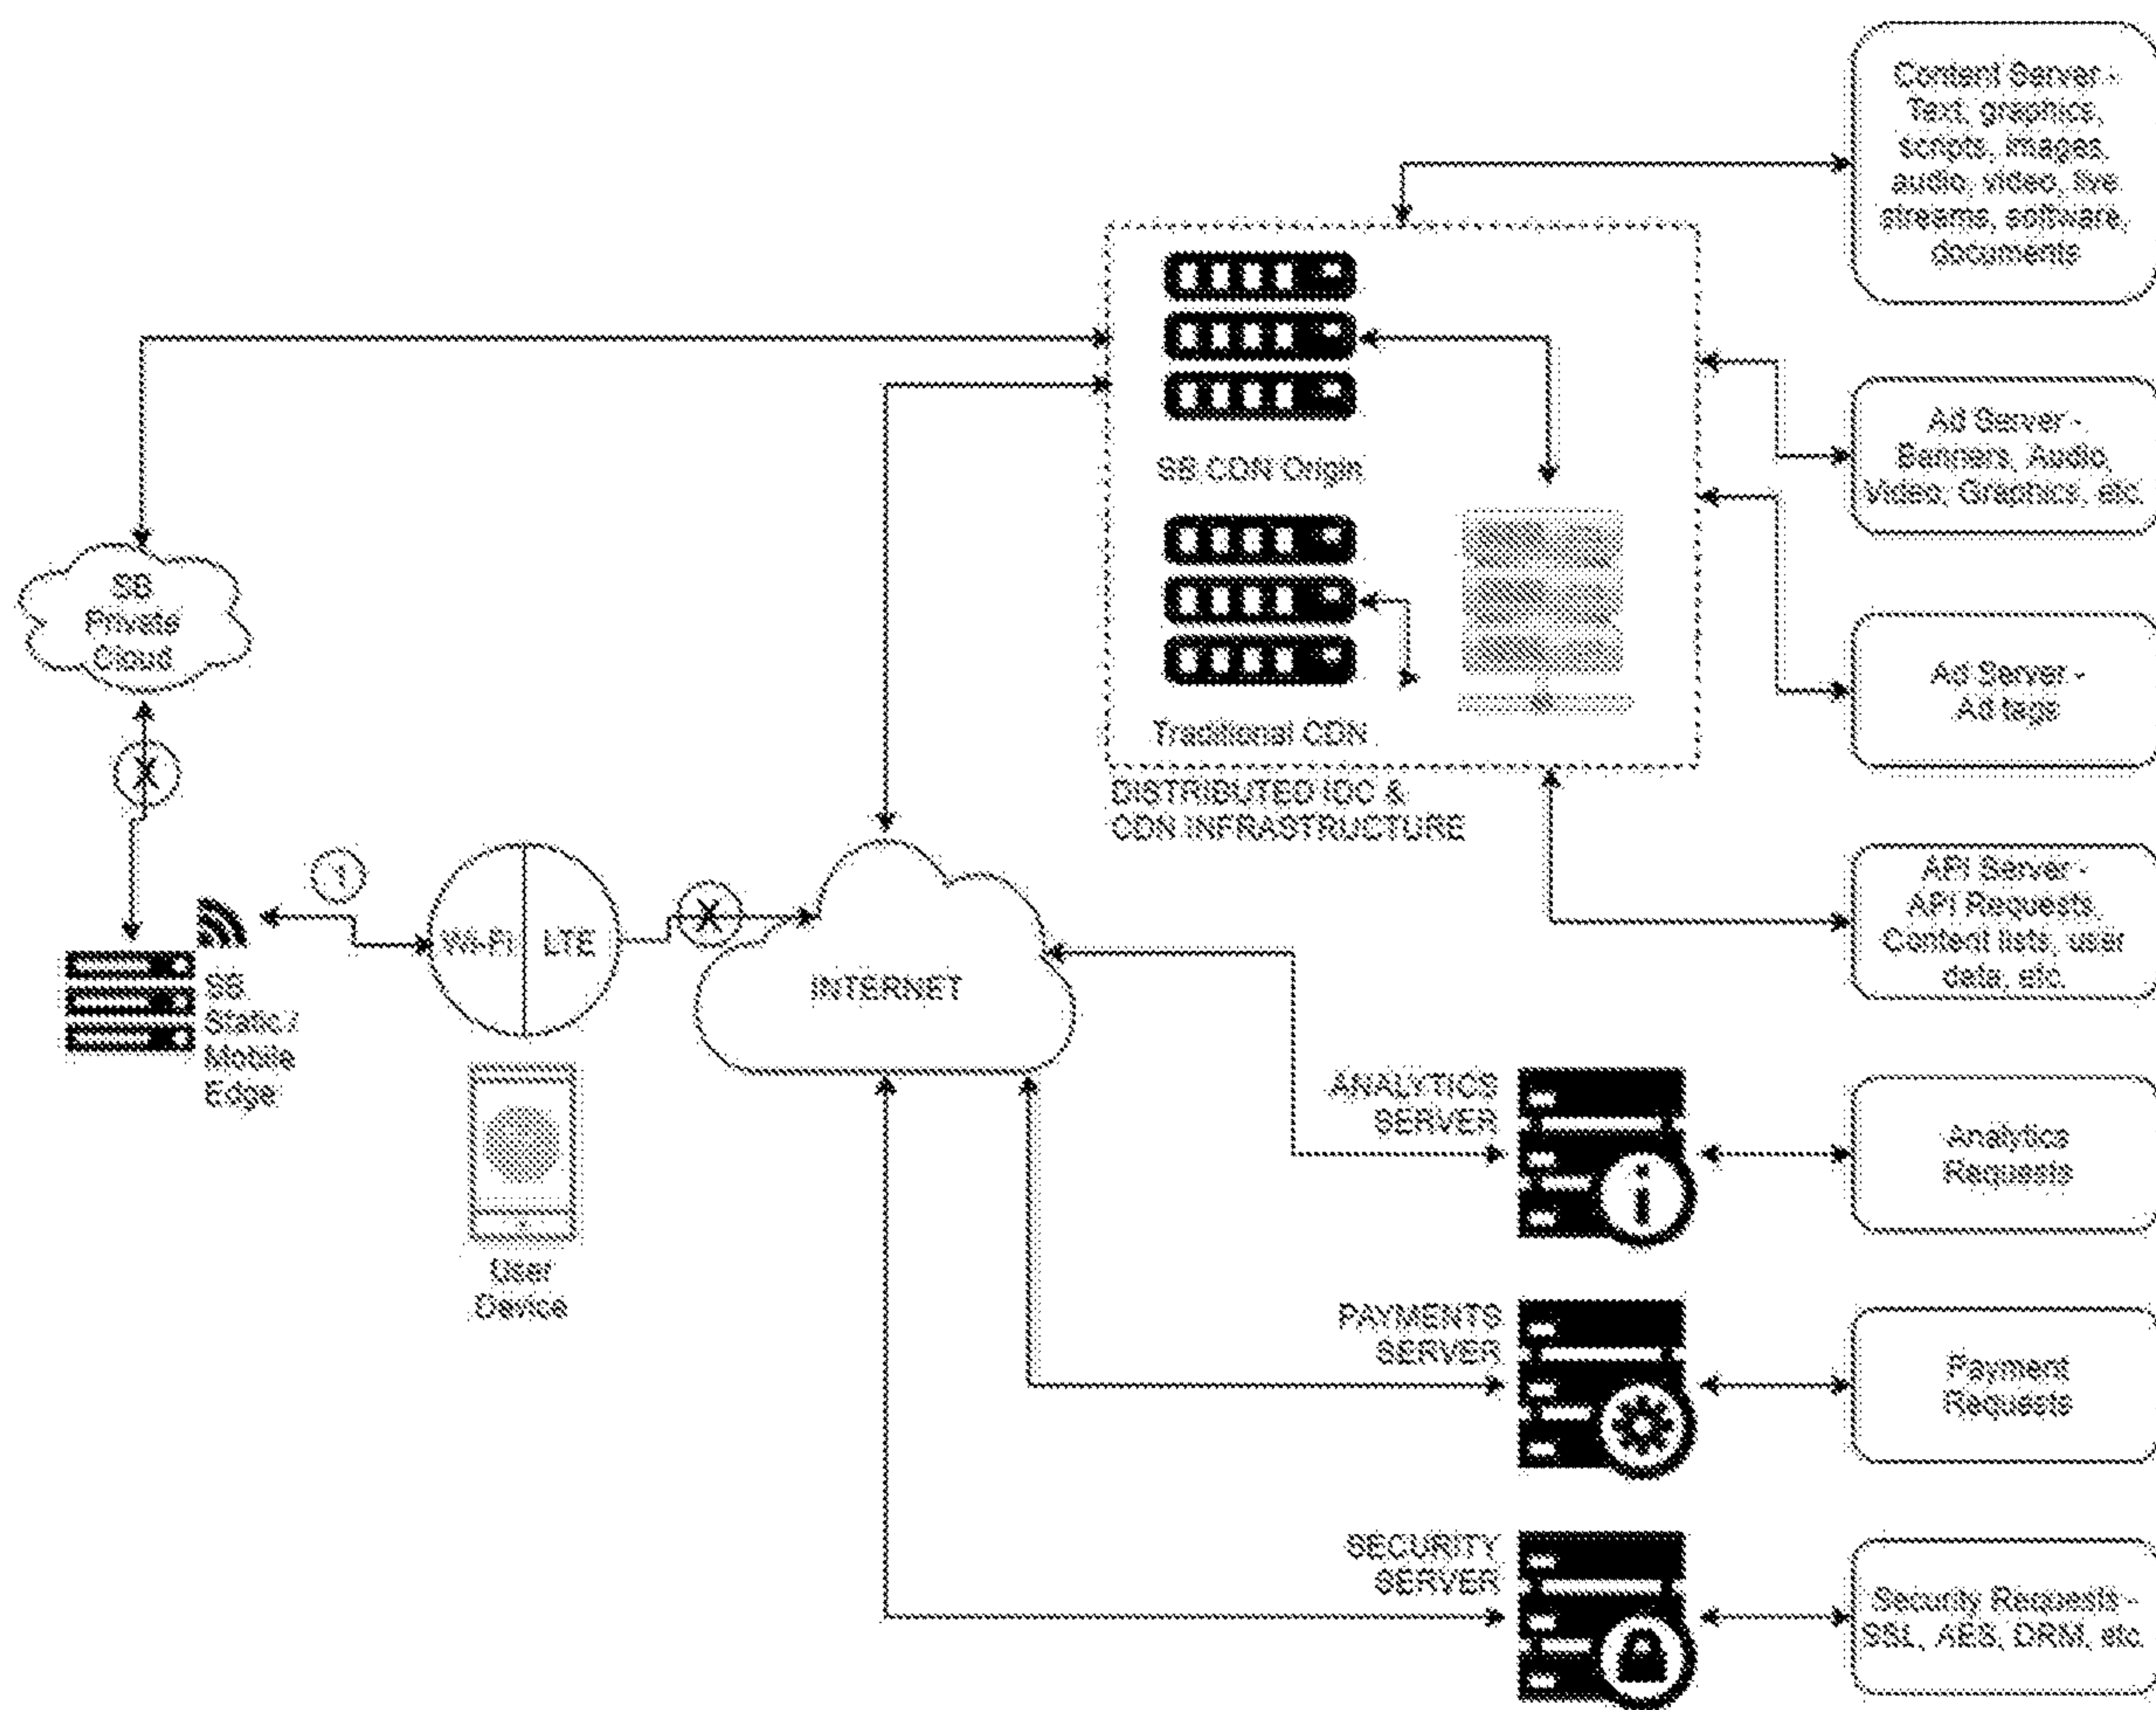 Content Server -
Text, graphics,
scripts, images,
audio, video, live
streams, software,
documents
SB CDN Origin
Ad Server -
Banners, Audio,
Video, Graphics, etc.
SB
Private
Cloud
Ad Server -
Ad tags
Traditional CDN
X
DISTRIBUTED IDC &
CDN INFRASTRUCTURE
1
API Server -
API Requests,
Content lists, user
data, etc.
X
Wi-Fi
LTE
INTERNET
SB
Static /
Mobile
Edge
ANALYTICS
SERVER
i
Analytics
Requests
User
Device
PAYMENTS
SERVER
Payment
Requests
SECURITY
SERVER
Security Requests -
SSL, AES, DRM, etc.